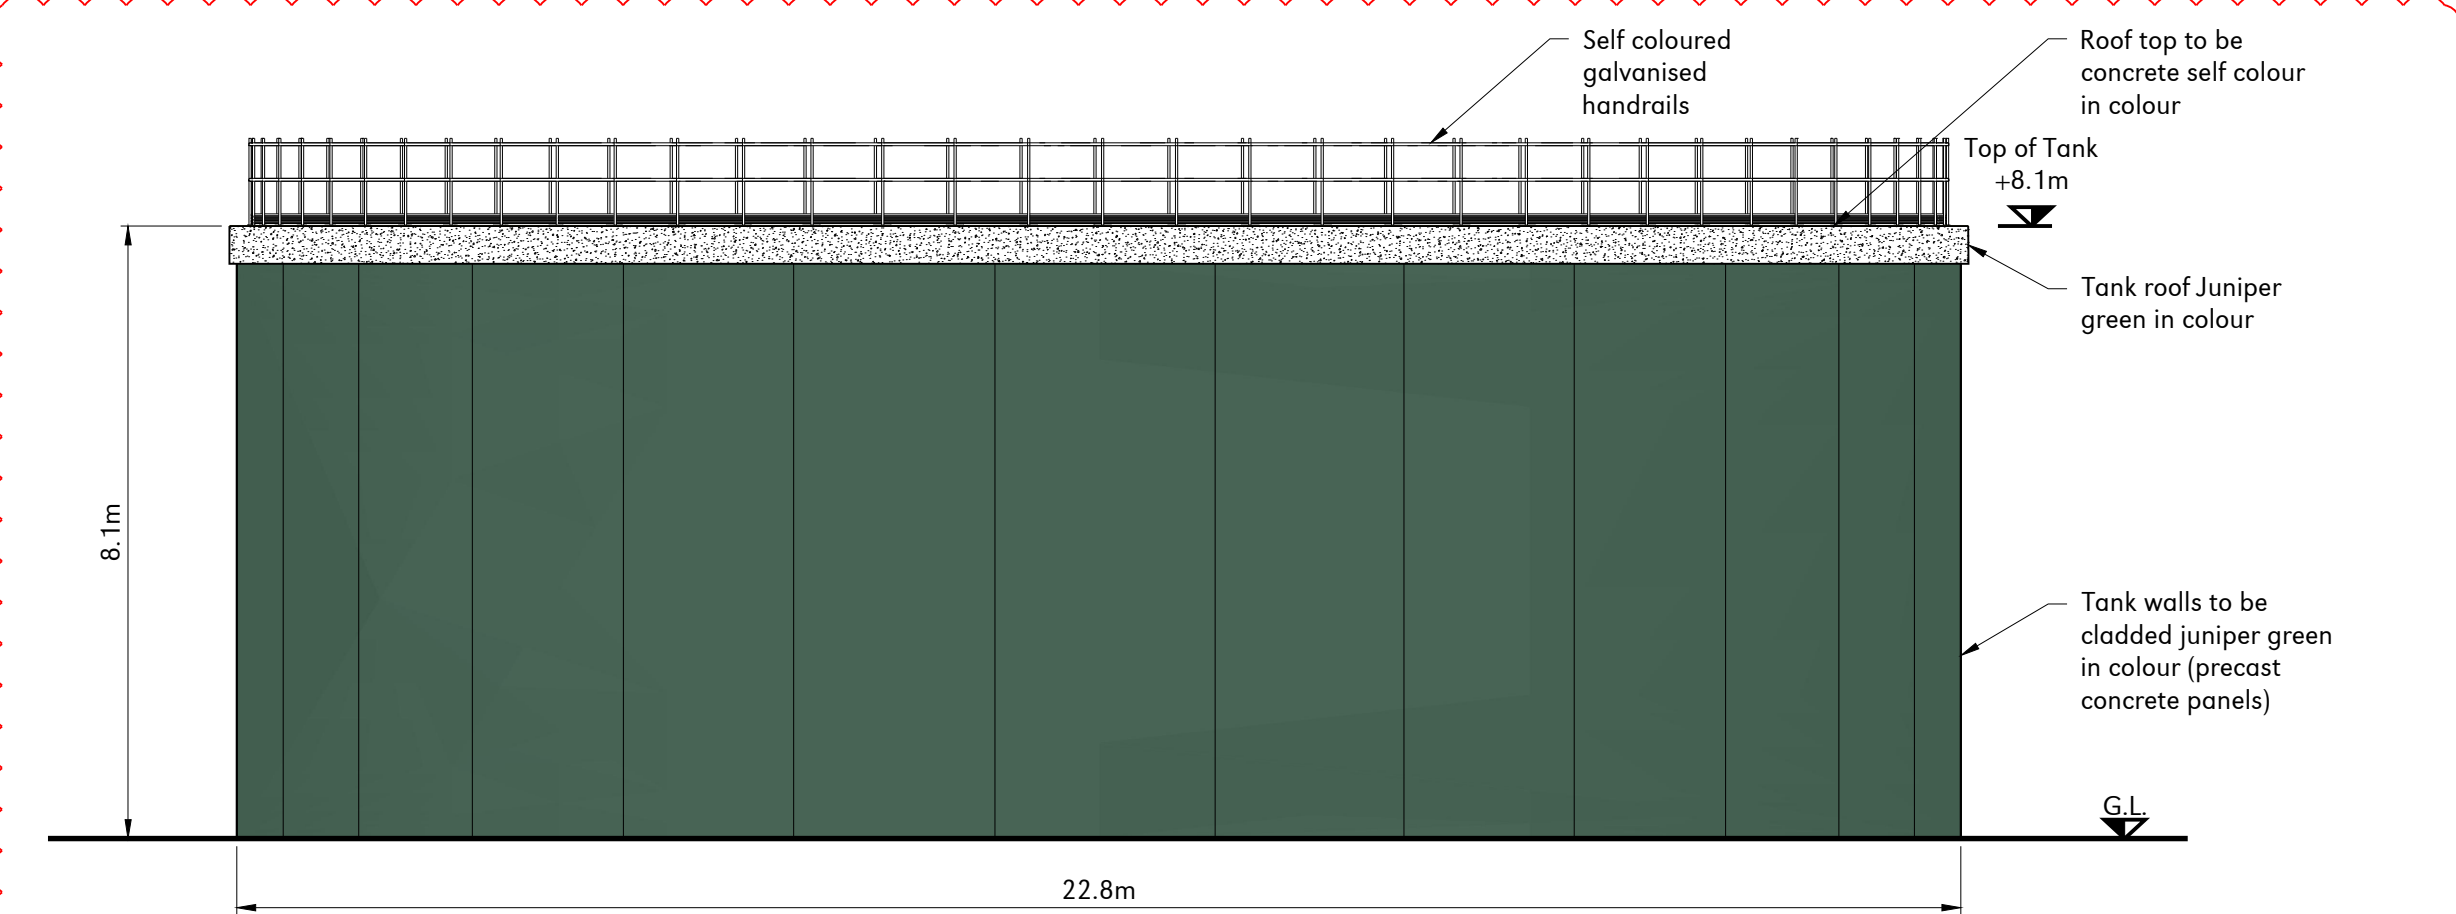 Self coloured
galvanised
handrails
Roof top to be
concrete self colour
in colour
Top of Tank
+8.1m
Tank roof Juniper
green in colour
8.1m
Tank walls to be
cladded juniper green
in colour (precast
concrete panels)
G.L.
22.8m